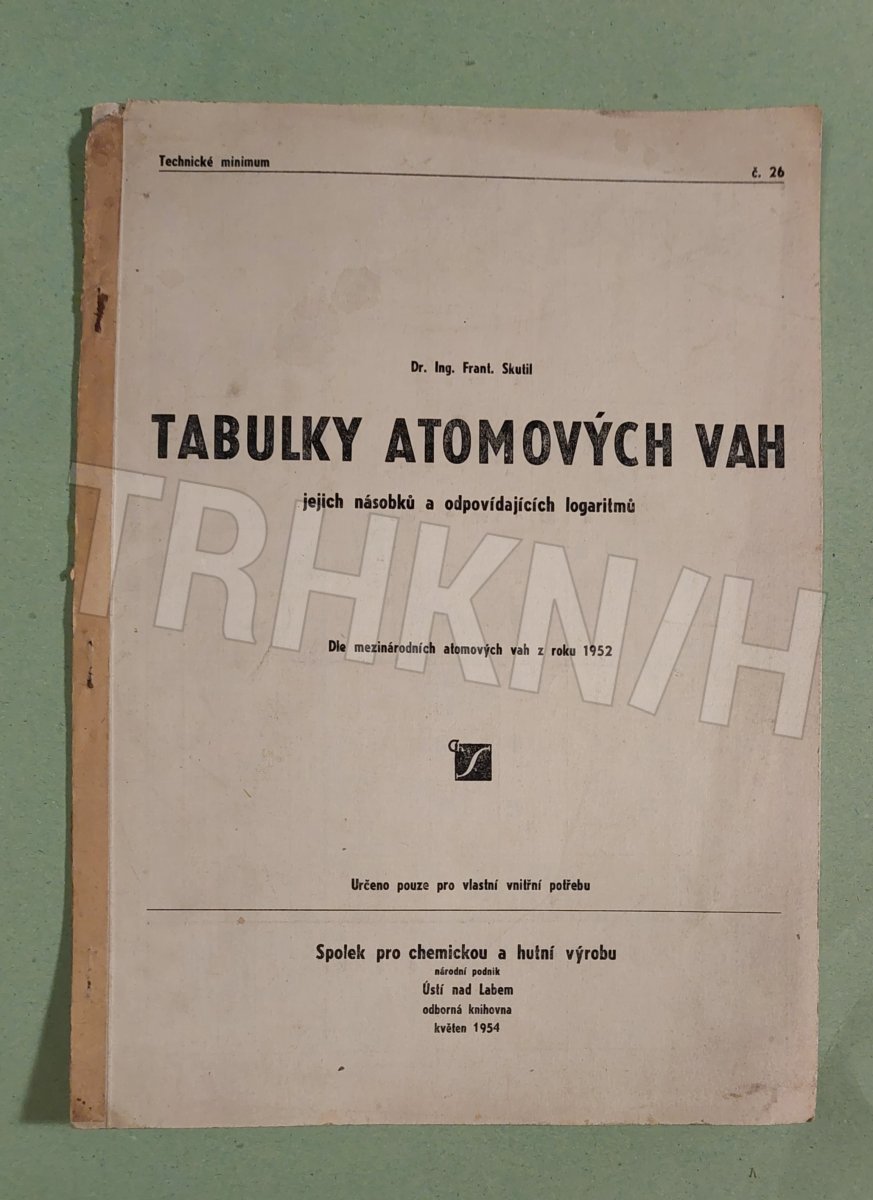 Technické minimum
č. 26
Dr. Ing. Frant. Skutil
TABULKY ATOMOVÝCH VAH
jejich násobků a odpovídajících logaritmů
TRHKNIH
Dle mezinárodních atomových vah z roku 1952
Určeno pouze pro vlastní vnitřní potřebu
Spolek pro chemickou a hutní výrobu
národní podnik
Ústí nad Labem
odborná knihovna
květen 1954